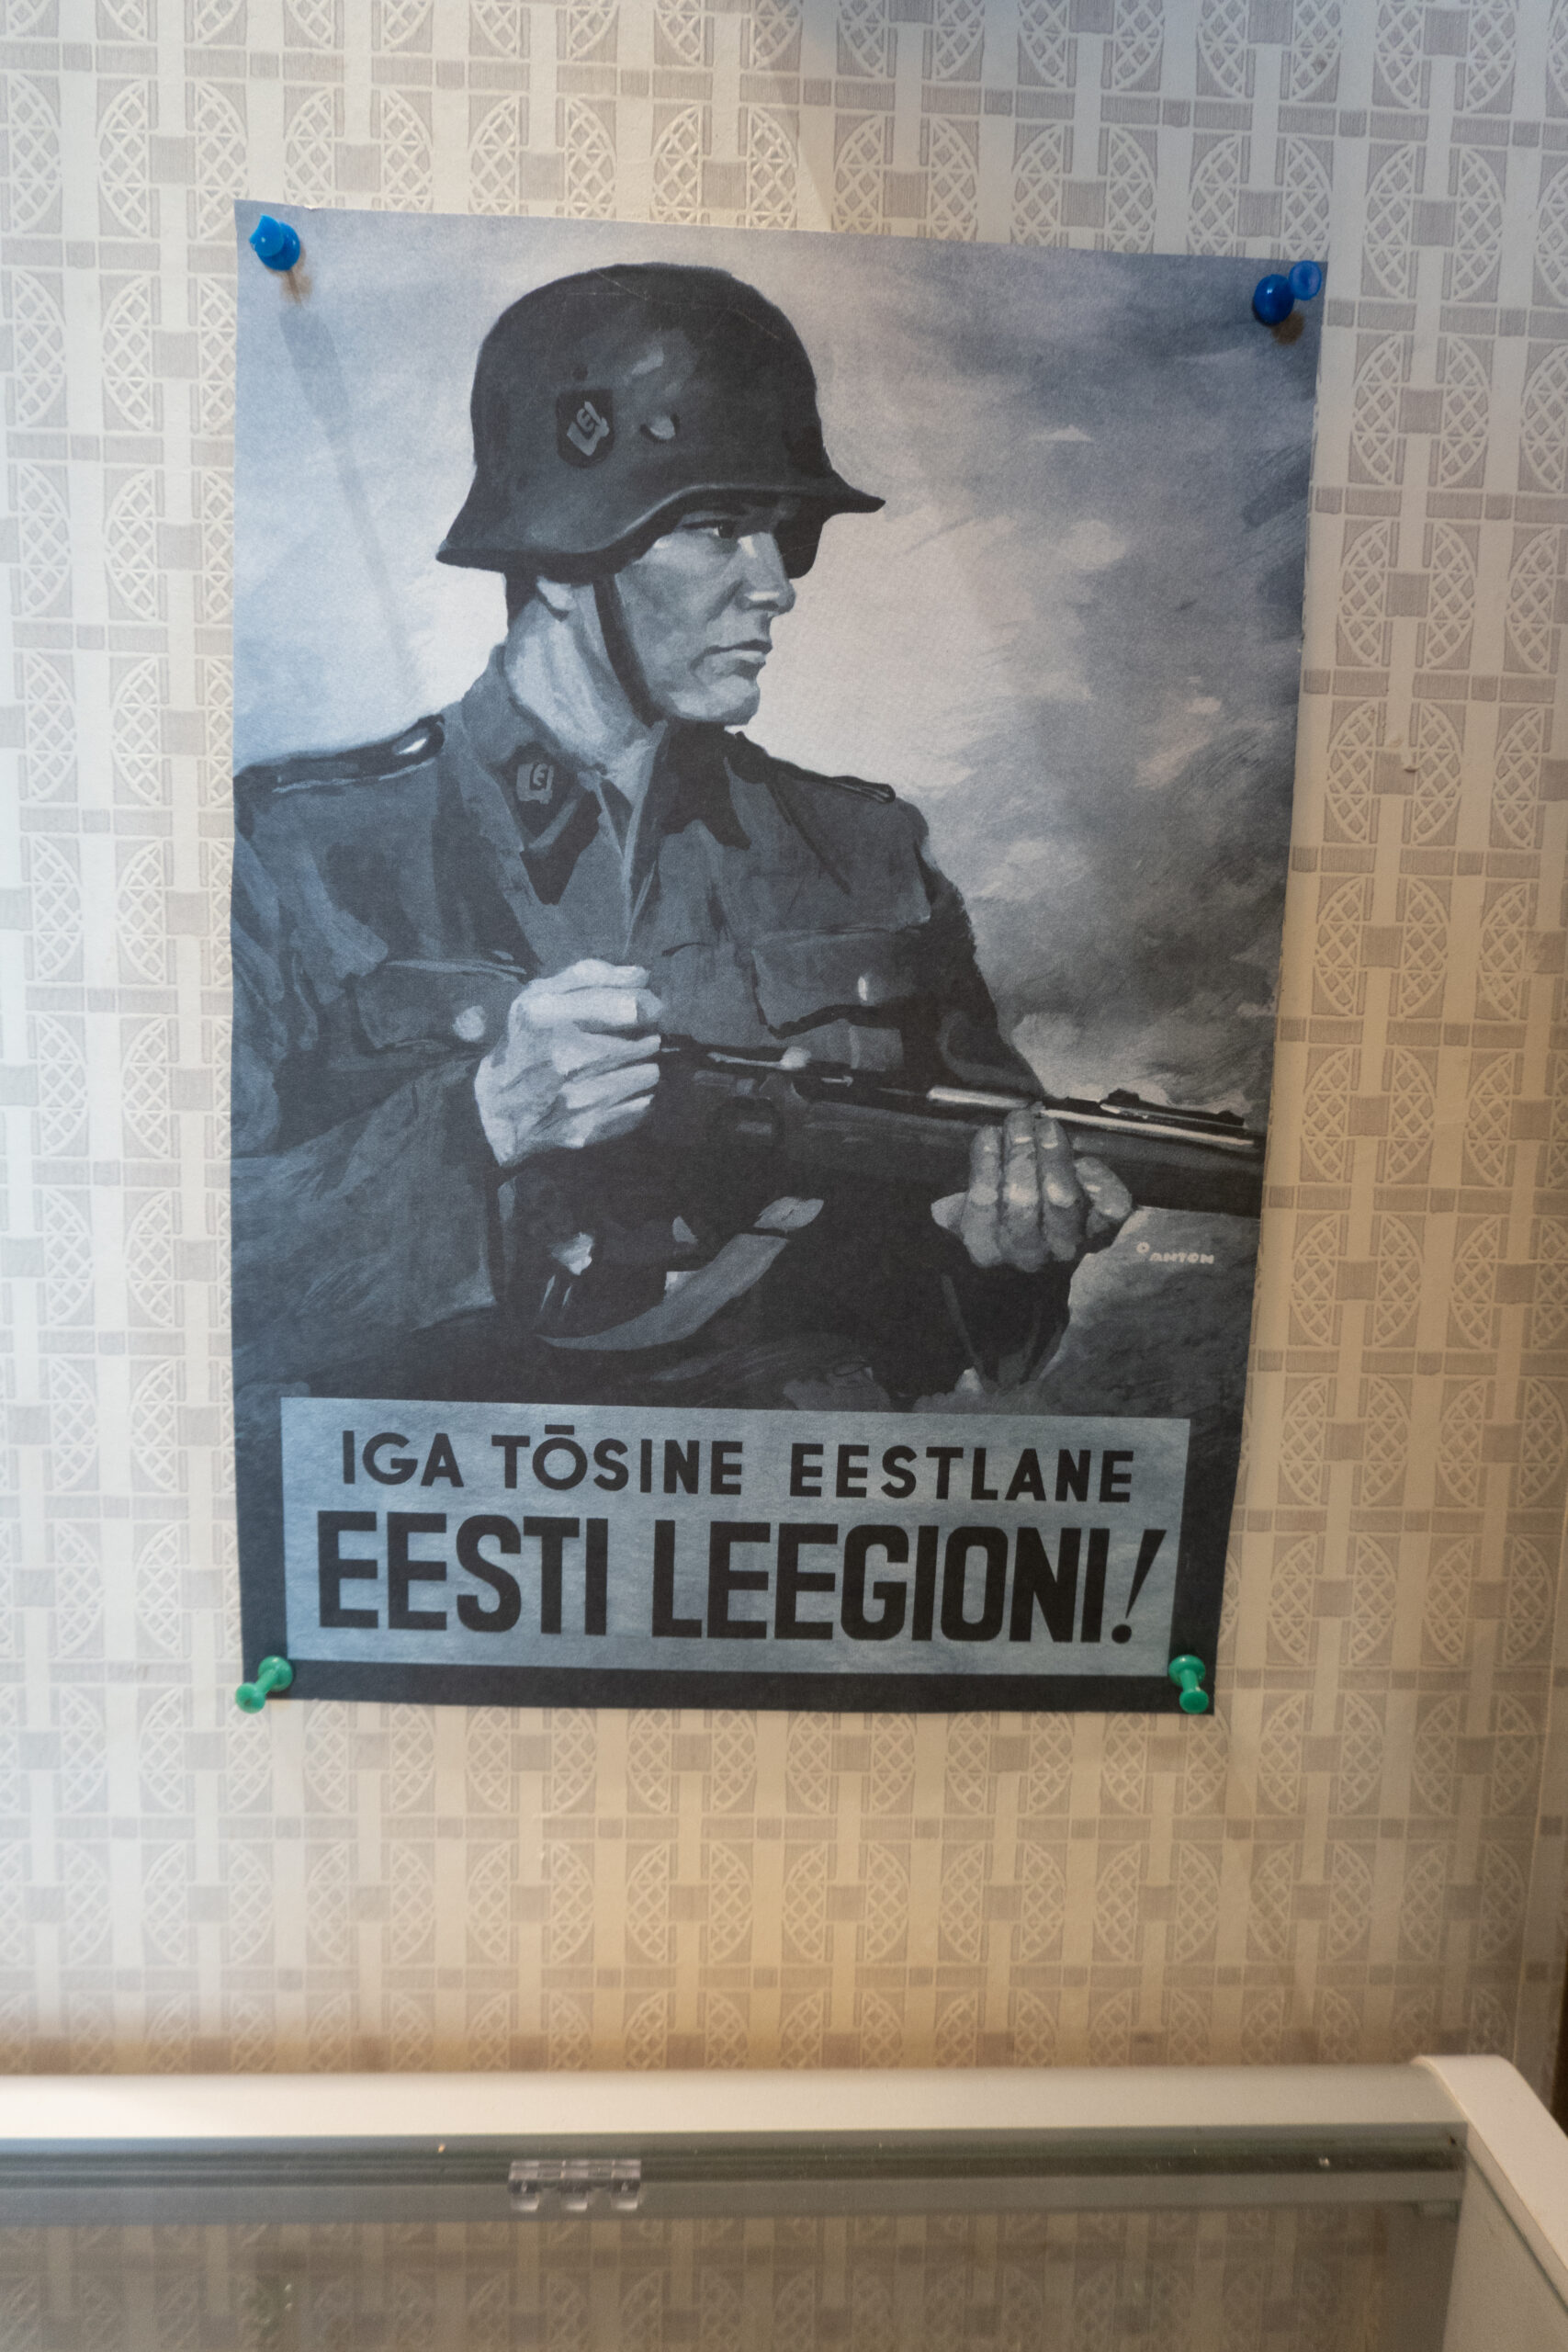 ANTON
IGA TŌSINE EESTLANE
EESTI LEEGIONI!